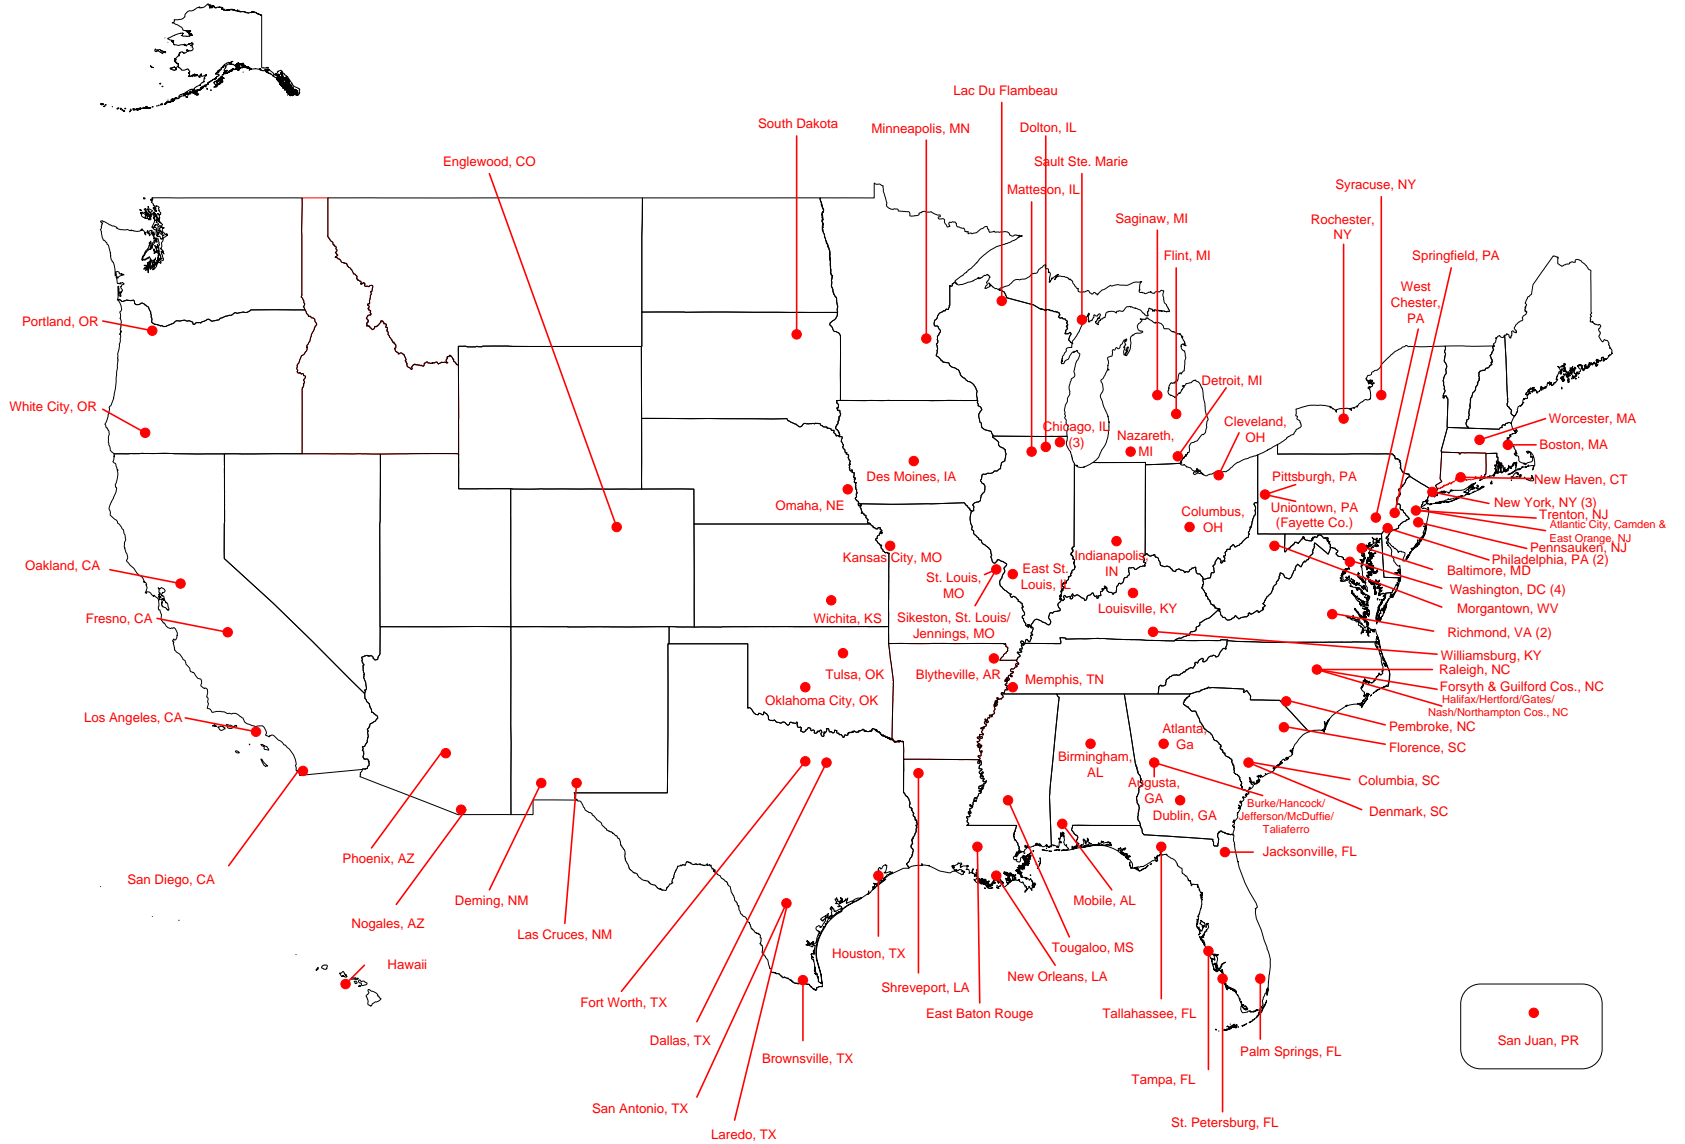 Lac Du Flambeau
South Dakota
Minneapolis, MN
Dolton, IL
Englewood, CO
Sault Ste. Marie
Matteson, IL
Syracuse, NY
Saginaw, MI
Rochester,
NY
Flint, MI
Springfield, PA
West
Chester,
PA
Portland, OR
White City, OR
Detroit, MI
Worcester, MA
Cleveland,
OH
Chicago, IL
(3)
Nazareth,
MI
Boston, MA
Des Moines, IA
Pittsburgh, PA
New Haven, CT
Omaha, NE
Uniontown, PA
(Fayette Co.)
New York, NY (3)
Columbus,
OH
Trenton, NJ
Atlantic City, Camden &
East Orange, NJ
Pennsauken, NJ
Kansas City, MO
Indianapolis,
IN
Philadelphia, PA (2)
Baltimore, MD
Oakland, CA
St. Louis,
MO
East St.
Louis, IL
Washington, DC (4)
Louisville, KY
Morgantown, WV
Fresno, CA
Wichita, KS
Sikeston, St. Louis/
Jennings, MO
Richmond, VA (2)
Williamsburg, KY
Tulsa, OK
Blytheville, AR
Raleigh, NC
Memphis, TN
Forsyth & Guilford Cos., NC
Oklahoma City, OK
Halifax/Hertford/Gates/
Nash/Northampton Cos., NC
Los Angeles, CA
Pembroke, NC
Atlanta,
Ga
Florence, SC
Birmingham,
AL
Augusta,
GA
Columbia, SC
Burke/Hancock/
Jefferson/McDuffie/
Taliaferro
Dublin, GA
Denmark, SC
Phoenix, AZ
Jacksonville, FL
San Diego, CA
Deming, NM
Mobile, AL
Nogales, AZ
Las Cruces, NM
Houston, TX
Tougaloo, MS
Hawaii
New Orleans, LA
Shreveport, LA
Fort Worth, TX
East Baton Rouge
Tallahassee, FL
Dallas, TX
San Juan, PR
Brownsville, TX
Palm Springs, FL
Tampa, FL
San Antonio, TX
St. Petersburg, FL
Laredo, TX